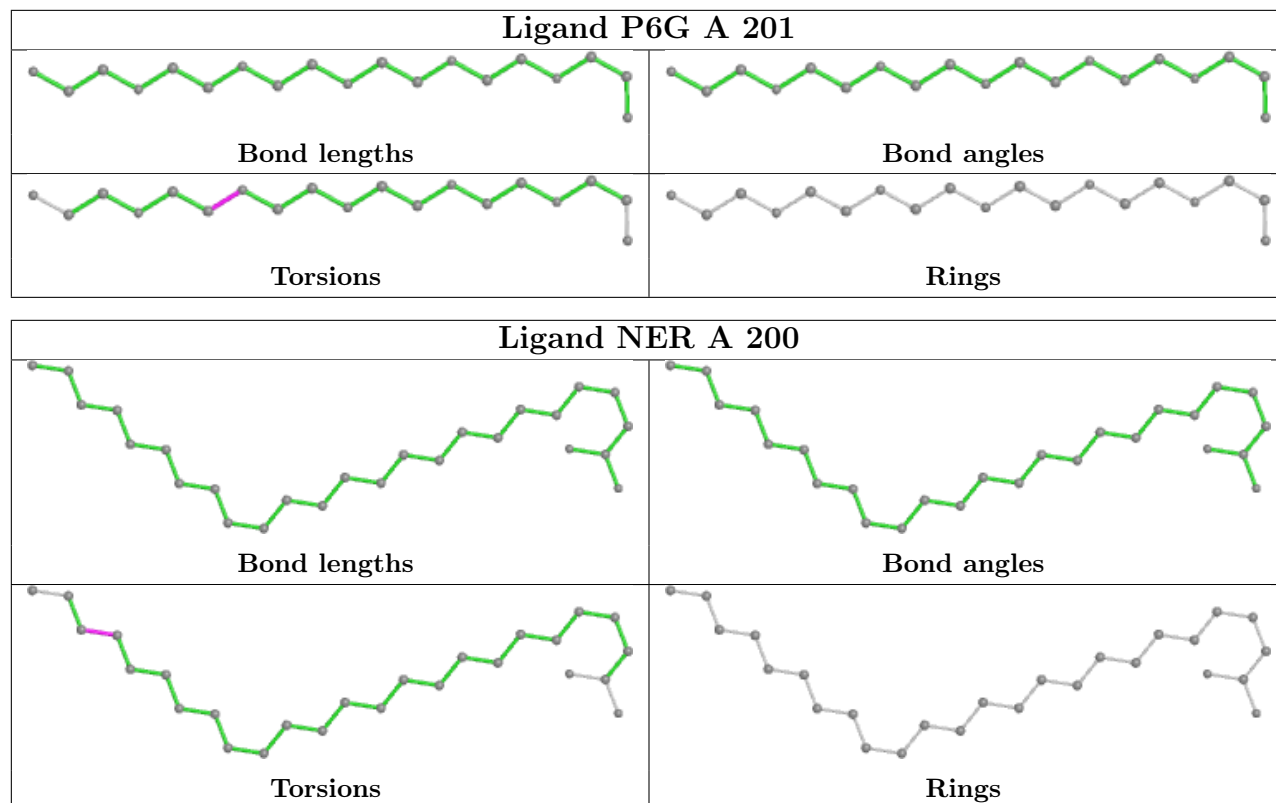 Ligand P6G A 201
Bond lengths
Bond angles
Torsions
Rings
Ligand NER A 200
Bond lengths
Bond angles
Torsions
Rings